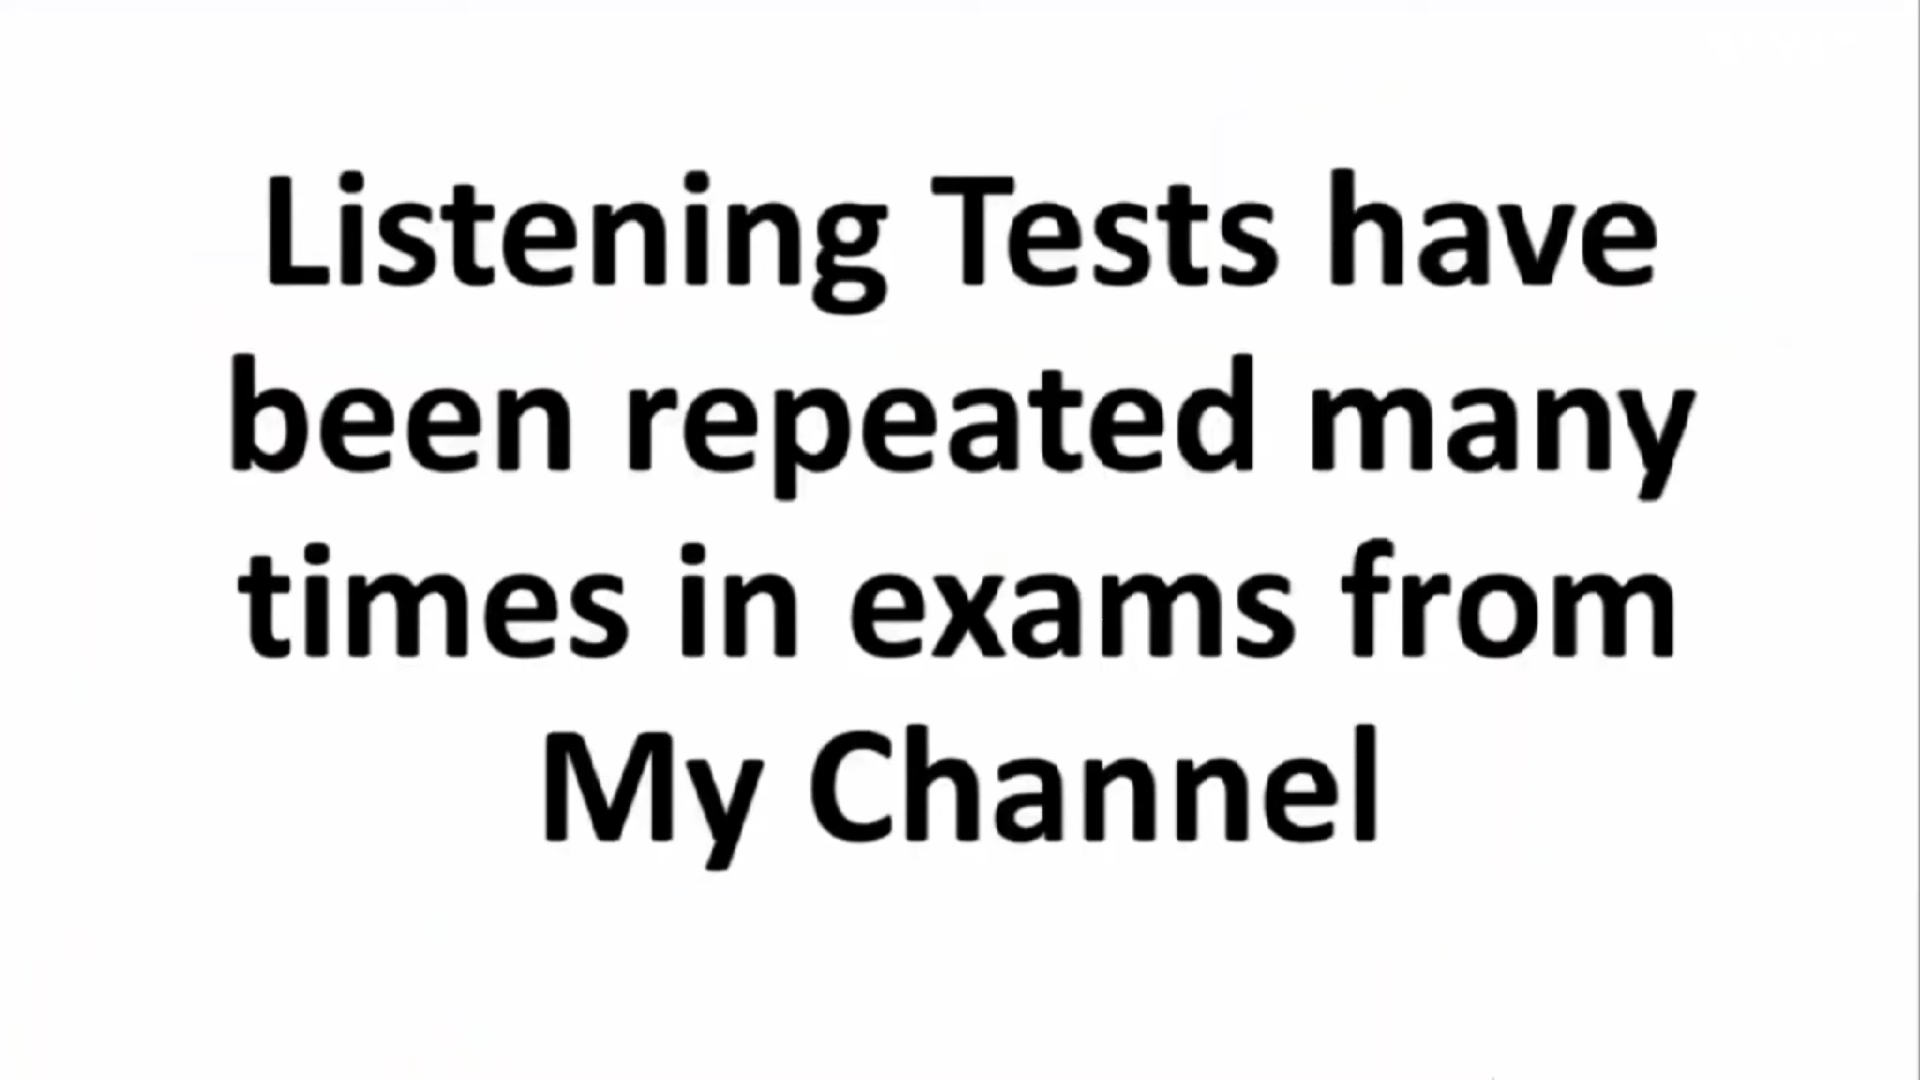 Listening Tests have
been repeated many
times in exams from
My Channel